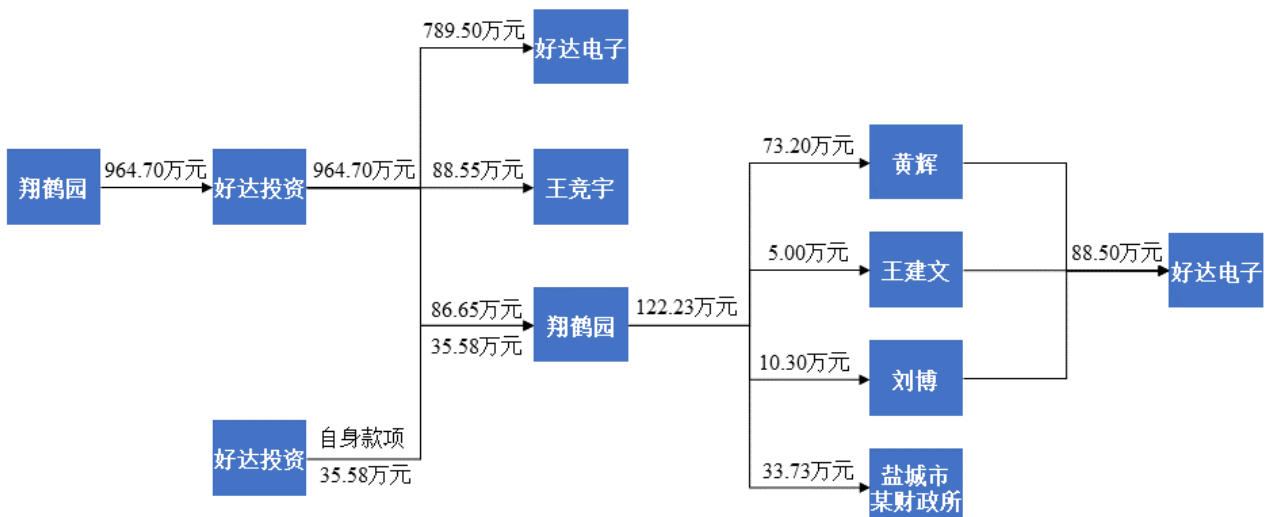 789.50万元
好达电子
翔鹤园
964.70万元
好达投资
964.70万元
88.55万元
王竞宇
73.20万元
黄辉
5.00万元
王建文
88.50万元
好达电子
86.65万元
35.58万元
翔鹤园
122.23万元
10.30万元
刘博
好达投资
自身款项
35.58万元
33.73万元
盐城市
某财政所